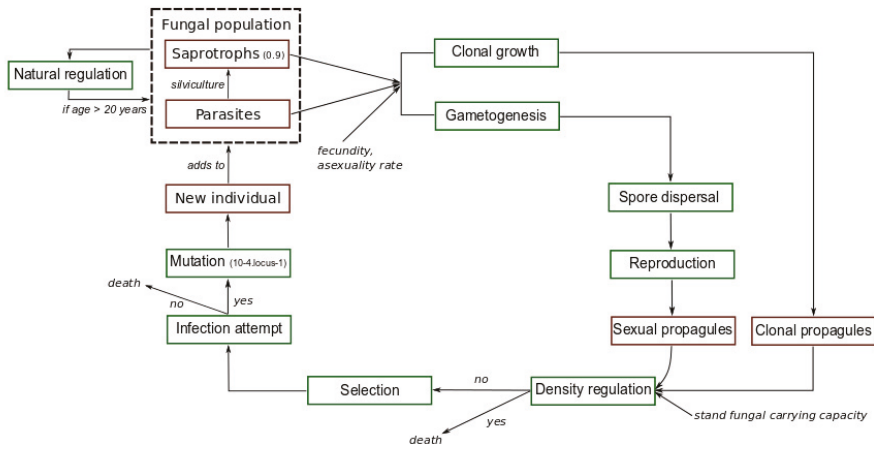 Fungal population
Saprotrophs (0.9)
silviculture
Parasites
Natural regulation
if age > 20 years
Clonal growth
Gametogenesis
fecundity,
asexuality rate
adds to
New individual
Spore dispersal
Mutation (10-4.locus-1)
Reproduction
death
no
yes
Infection attempt
Sexual propagules
Clonal propagules
Selection
no
Density regulation
yes
death
stand fungal carrying capacity